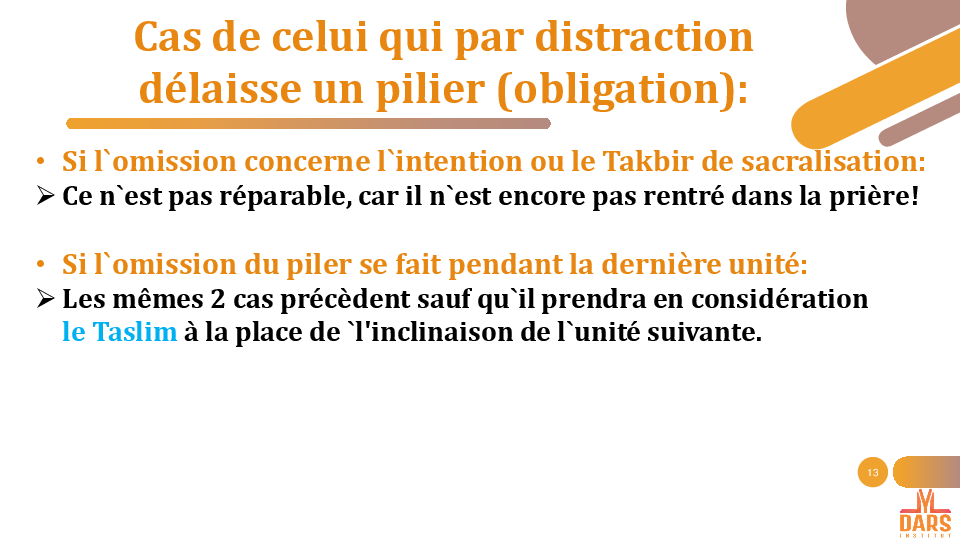 Cas de celui qui par distraction
délaisse un pilier (obligation):
• Si l`omission concerne l`intention ou le Takbir de sacralisation:
➢ Ce n`est pas réparable, car il n`est encore pas rentré dans la prière!
• Si l`omission du piler se fait pendant la dernière unité:
➢ Les mêmes 2 cas précèdent sauf qu`il prendra en considération
le Taslim à la place de `l'inclinaison de l`unité suivante.
13
DARS
INSTITUT